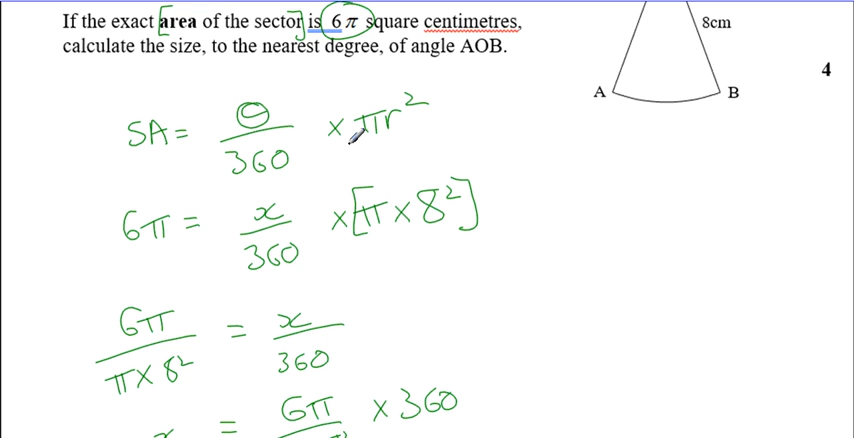 If the exact area of the sector is 6π square centimetres,
calculate the size, to the nearest degree, of angle AOB.
8cm
4
A B
SA = θ/360 × πr²
6π = x/360 × [π × 8²]
6π/π × 8² = x/360
x = 6π × 360